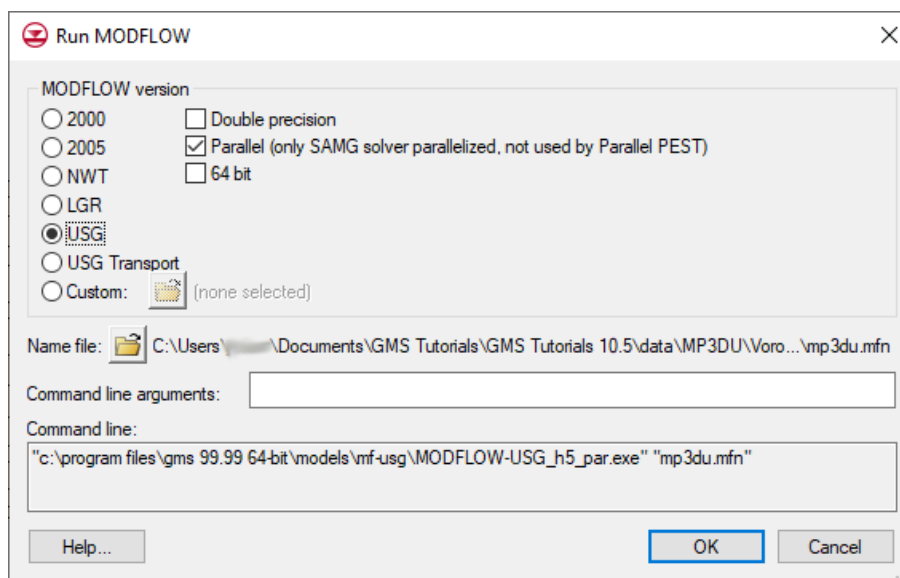 Run MODFLOW
MODFLOW version
2000
Double precision
2005
Parallel (only SAMG solver parallelized, not used by Parallel PEST)
NWT
64 bit
LGR
USG
USG Transport
Custom: (none selected)
Name file: C:\Users\ \Documents\GMS Tutorials\GMS Tutorials 10.5\data\MP3DU\Voro...\mp3du.mfn
Command line arguments:
Command line:
"c:\program files\gms 99.99 64-bit\models\mf-usg\MODFLOW-USG_h5_par.exe" "mp3du.mfn"
Help... OK Cancel